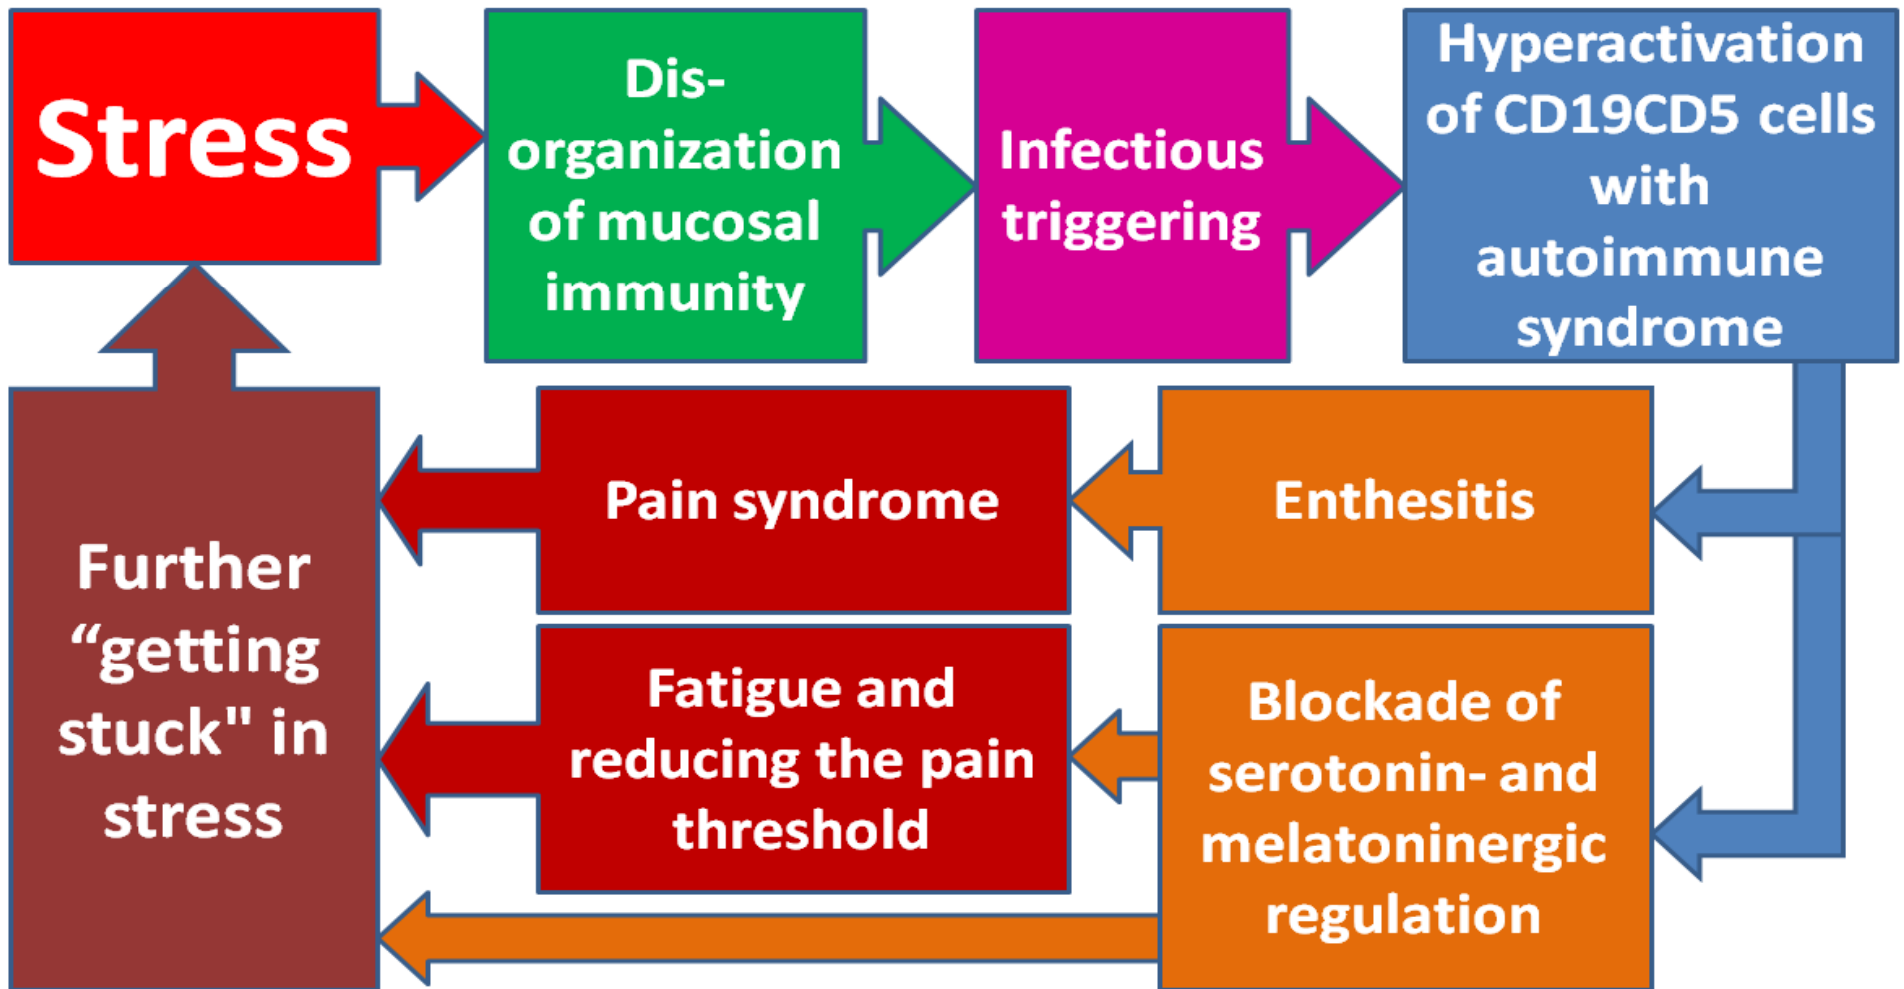 Stress
Dis-
organization
of mucosal
immunity
Infectious
triggering
Hyperactivation
of CD19CD5 cells
with
autoimmune
syndrome
Further
“getting
stuck" in
stress
Pain syndrome
Enthesitis
Fatigue and
reducing the pain
threshold
Blockade of
serotonin- and
melatoninergic
regulation